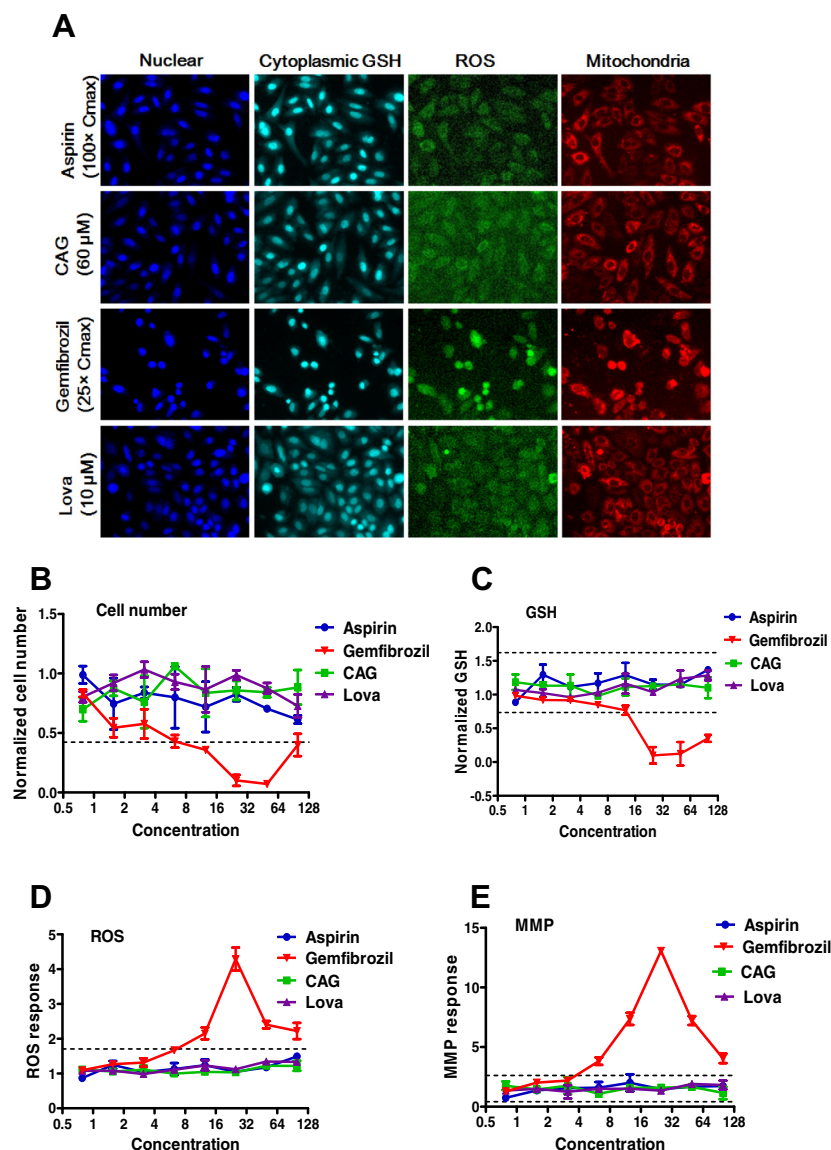 A
Nuclear Cytoplasmic GSH ROS Mitochondria
Aspirin
(100× Cmax)
CAG
(60 µM)
Gemfibrozil
(25× Cmax)
Lova
(10 µM)
B
Cell number
Normalized cell number
1.5
1.0
0.5
0.0
0.5 1 2 4 8 16 32 64 128
Concentration
Aspirin
Gemfibrozil
CAG
Lova
C
GSH
Normalized GSH
2.0
1.5
1.0
0.5
0.0
-0.5
0.5 1 2 4 8 16 32 64 128
Concentration
Aspirin
Gemfibrozil
CAG
Lova
D
ROS
ROS response
5
4
3
2
1
0
0.5 1 2 4 8 16 32 64 128
Concentration
Aspirin
Gemfibrozil
CAG
Lova
E
MMP
MMP response
15
10
5
0
0.5 1 2 4 8 16 32 64 128
Concentration
Aspirin
Gemfibrozil
CAG
Lova